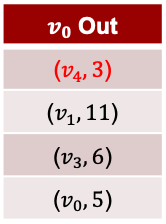 v₀ Out
(v₄, 3)
(v₁, 11)
(v₃, 6)
(v₀, 5)